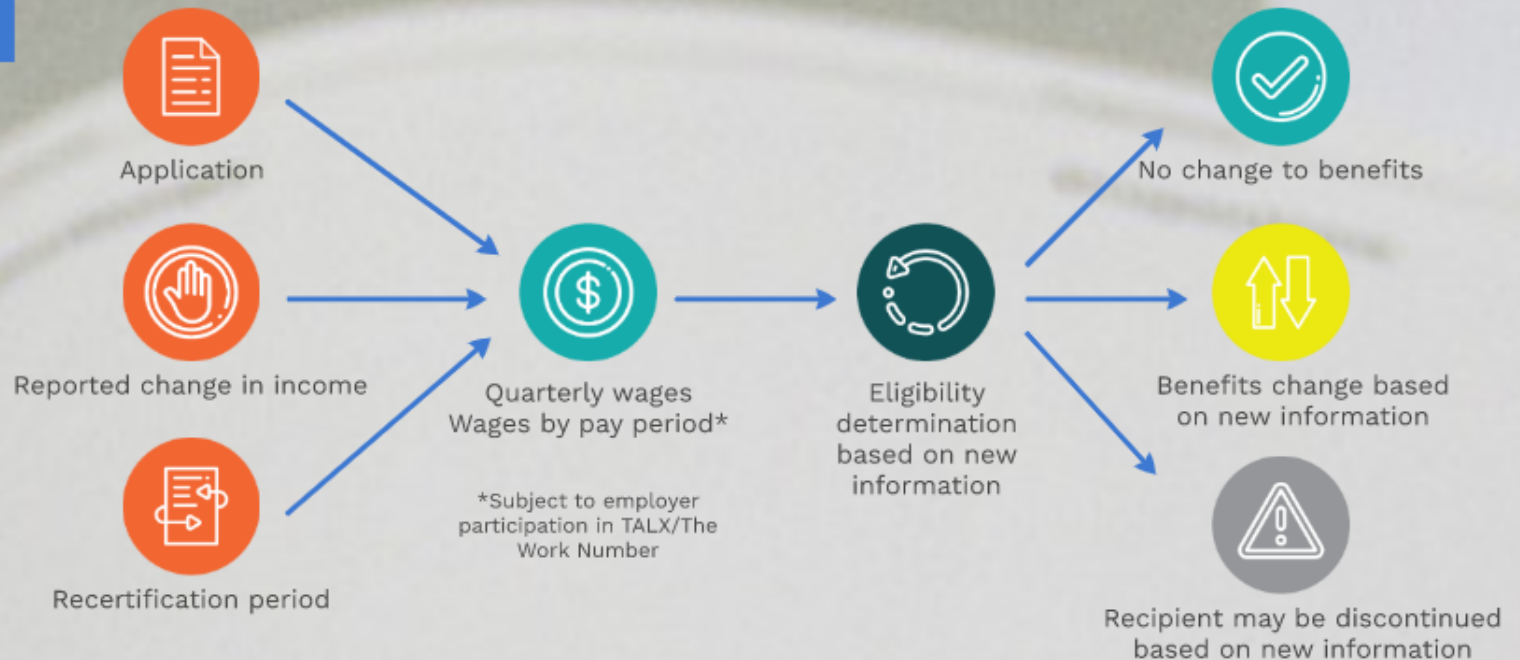 Application
Reported change in income
Recertification period
$
Quarterly wages
Wages by pay period*
*Subject to employer
participation in TALX/The
Work Number
Eligibility
determination
based on new
information
No change to benefits
Benefits change based
on new information
Recipient may be discontinued
based on new information